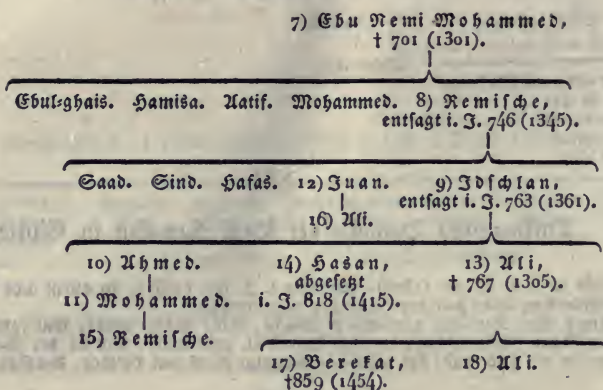 7) Ebu Nemi Mohammed,
† 701 (1301).
Ebul-ghais. Hamisa. Aatif. Mohammed. 8) Remische,
entsagt i. J. 746 (1345).
Saad. Sind. Hafas. 12) Juan. 9) Idschlan,
entsagt i. J. 763 (1361).
16) Ali.
10) Ahmed. 14) Hasan, 13) Ali,
abgesetzt † 767 (1305).
11) Mohammed. i. J. 818 (1415).
15) Remische.
17) Berekat, 18) Ali.
†859 (1454).